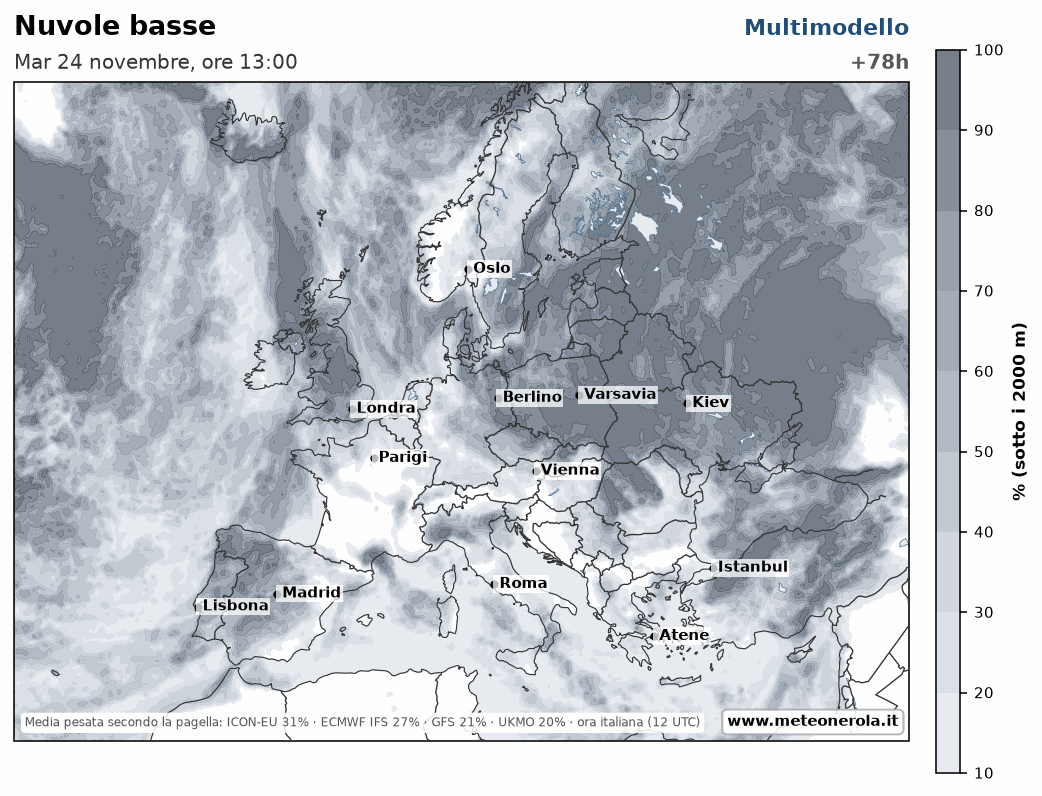 Nuvole basse
Multimodello
Mar 24 novembre, ore 13:00
+78h
100
90
80
70
60
50
40
30
20
10
% (sotto i 2000 m)
Oslo
Londra
Berlino
Varsavia
Kiev
Parigi
Vienna
Istanbul
Roma
Madrid
Lisbona
Atene
Media pesata secondo la pagella: ICON-EU 31% · ECMWF IFS 27% · GFS 21% · UKMO 20% · ora italiana (12 UTC)
www.meteonerola.it